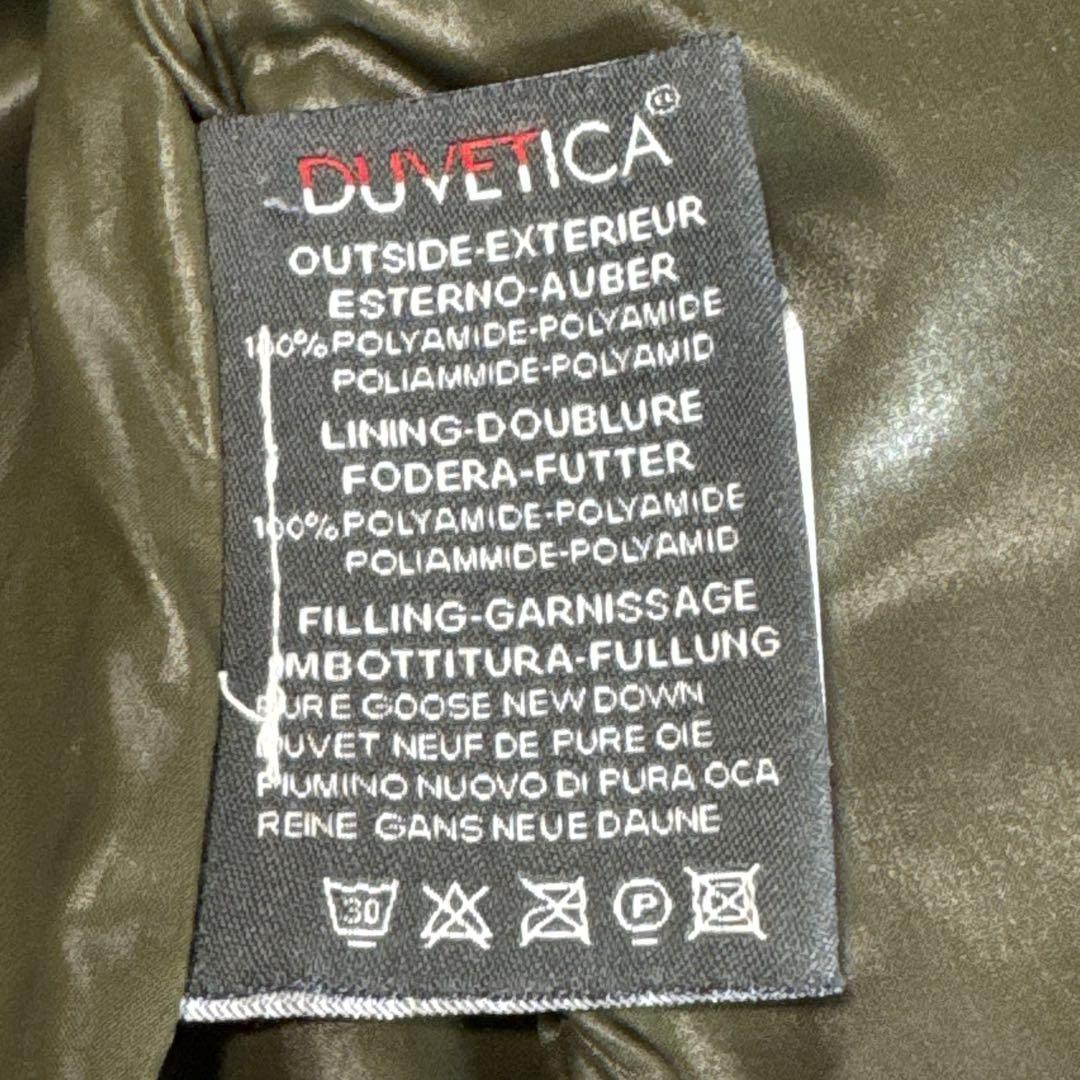 DUVETICA
OUTSIDE-EXTERIEUR
ESTERNO-AUBER
100% POLYAMIDE-POLYAMIDE
POLIAMMIDE-POLYAMID
LINING-DOUBLURE
FODERA-FUTTER
100% POLYAMIDE-POLYAMIDE
POLIAMMIDE-POLYAMID
FILLING-GARNISSAGE
IMBOTTITURA-FULLUNG
PURE GOOSE NEW DOWN
DUVET NEUF DE PURE OIE
PIUMINO NUOVO DI PURA OCA
REINE GANS NEUE DAUNE
30 P